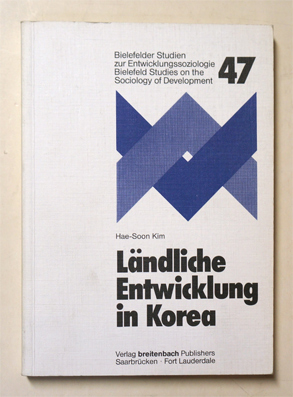 Bielefelder Studien
zur Entwicklungssoziologie
Bielefeld Studies on the
Sociology of Development
47
Hae-Soon Kim
Ländliche
Entwicklung
in Korea
Verlag breitenbach Publishers
Saarbrücken · Fort Lauderdale